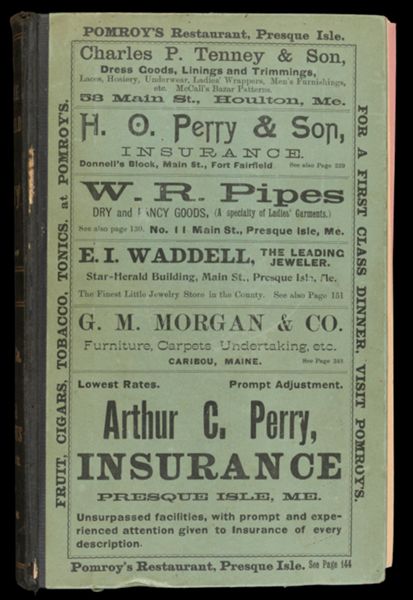 POMROY'S Restaurant, Presque Isle.
Charles P. Tenney & Son,
Dress Goods, Linings and Trimmings,
Laces, Hosiery, Underwear, Ladies' Wrappers, Men's Furnishings,
etc. McCall's Bazar Patterns.
53 Main St., Houlton, Me.
H. O. Perry & Son,
INSURANCE.
Donnell's Block, Main St., Fort Fairfield. See also Page
W. R. Pipes
DRY and FANCY GOODS, (A specialty of Ladies' Garments.)
See also page 130. No. 11 Main St., Presque Isle, Me.
E. I. WADDELL, THE LEADING
JEWELER.
Star-Herald Building, Main St., Presque Isle, Me.
The Finest Little Jewelry Store in the County. See also Page 151
G. M. MORGAN & CO.
Furniture, Carpets, Undertaking, etc.
CARIBOU, MAINE. See Page
Lowest Rates. Prompt Adjustment.
Arthur C. Perry,
INSURANCE
PRESQUE ISLE, ME.
Unsurpassed facilities, with prompt and expe-
rienced attention given to Insurance of every
description.
Pomroy's Restaurant, Presque Isle. See Page 144
FRUIT, CIGARS, TOBACCO, TONICS, at POMROY'S.
FOR A FIRST CLASS DINNER, VISIT POMROY'S.